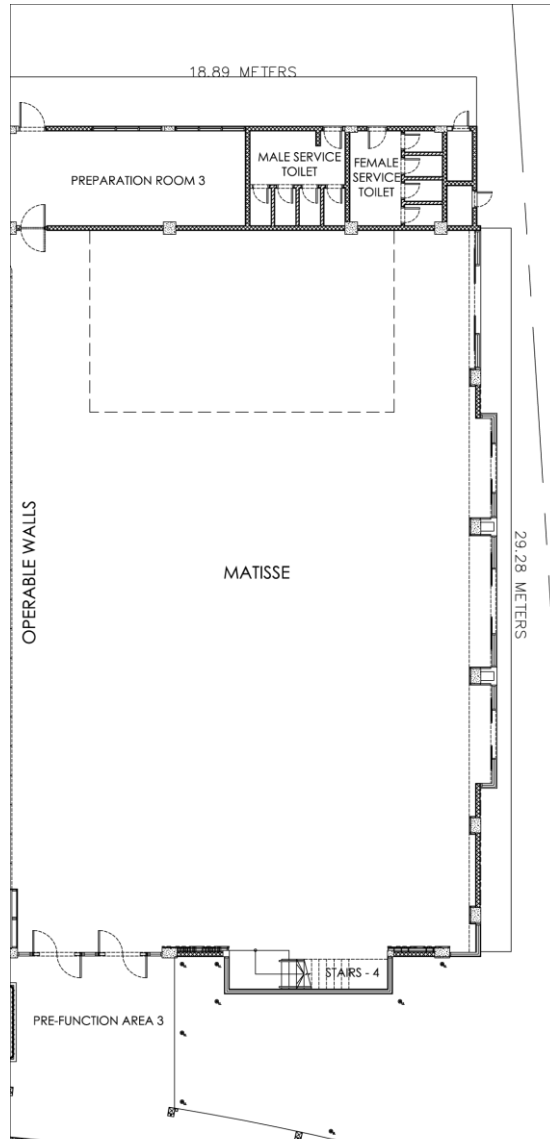 18.89 METERS
PREPARATION ROOM 3
MALE SERVICE
TOILET
FEMALE
SERVICE
TOILET
OPERABLE WALLS
MATISSE
29.28 METERS
STAIRS - 4
PRE-FUNCTION AREA 3